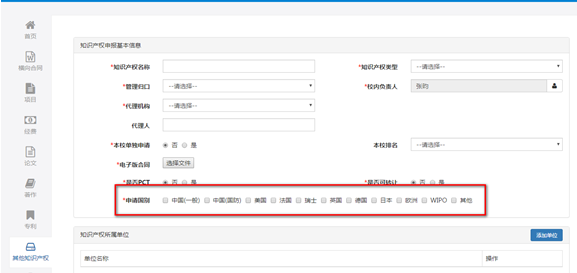 首页
横向合同
项目
经费
论文
著作
专利
其他知识产权
知识产权申报基本信息
*知识产权名称 *知识产权类型 --请选择--
*管理归口 --请选择-- *校内负责人 张昀
*代理机构 --请选择--
代理人
*本校单独申请 否 是 本校排名 --请选择--
*电子版合同 选择文件
*是否PCT 否 是 *是否可转让 否 是
*申请国别 中国(一般) 中国(国防) 美国 法国 瑞士 英国 德国 日本 欧洲 WIPO 其他
知识产权所属单位 添加单位
单位名称 操作